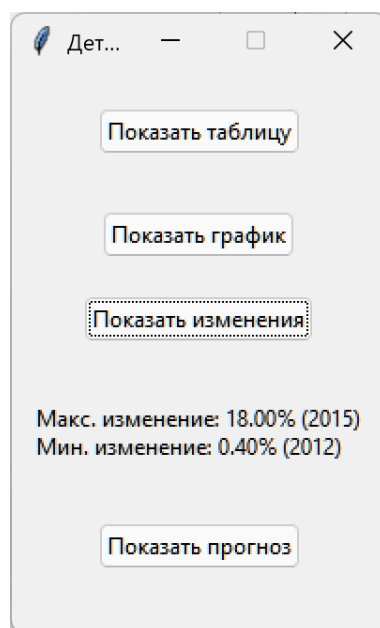 Дет...
Показать таблицу
Показать график
Показать изменения
Макс. изменение: 18.00% (2015)
Мин. изменение: 0.40% (2012)
Показать прогноз